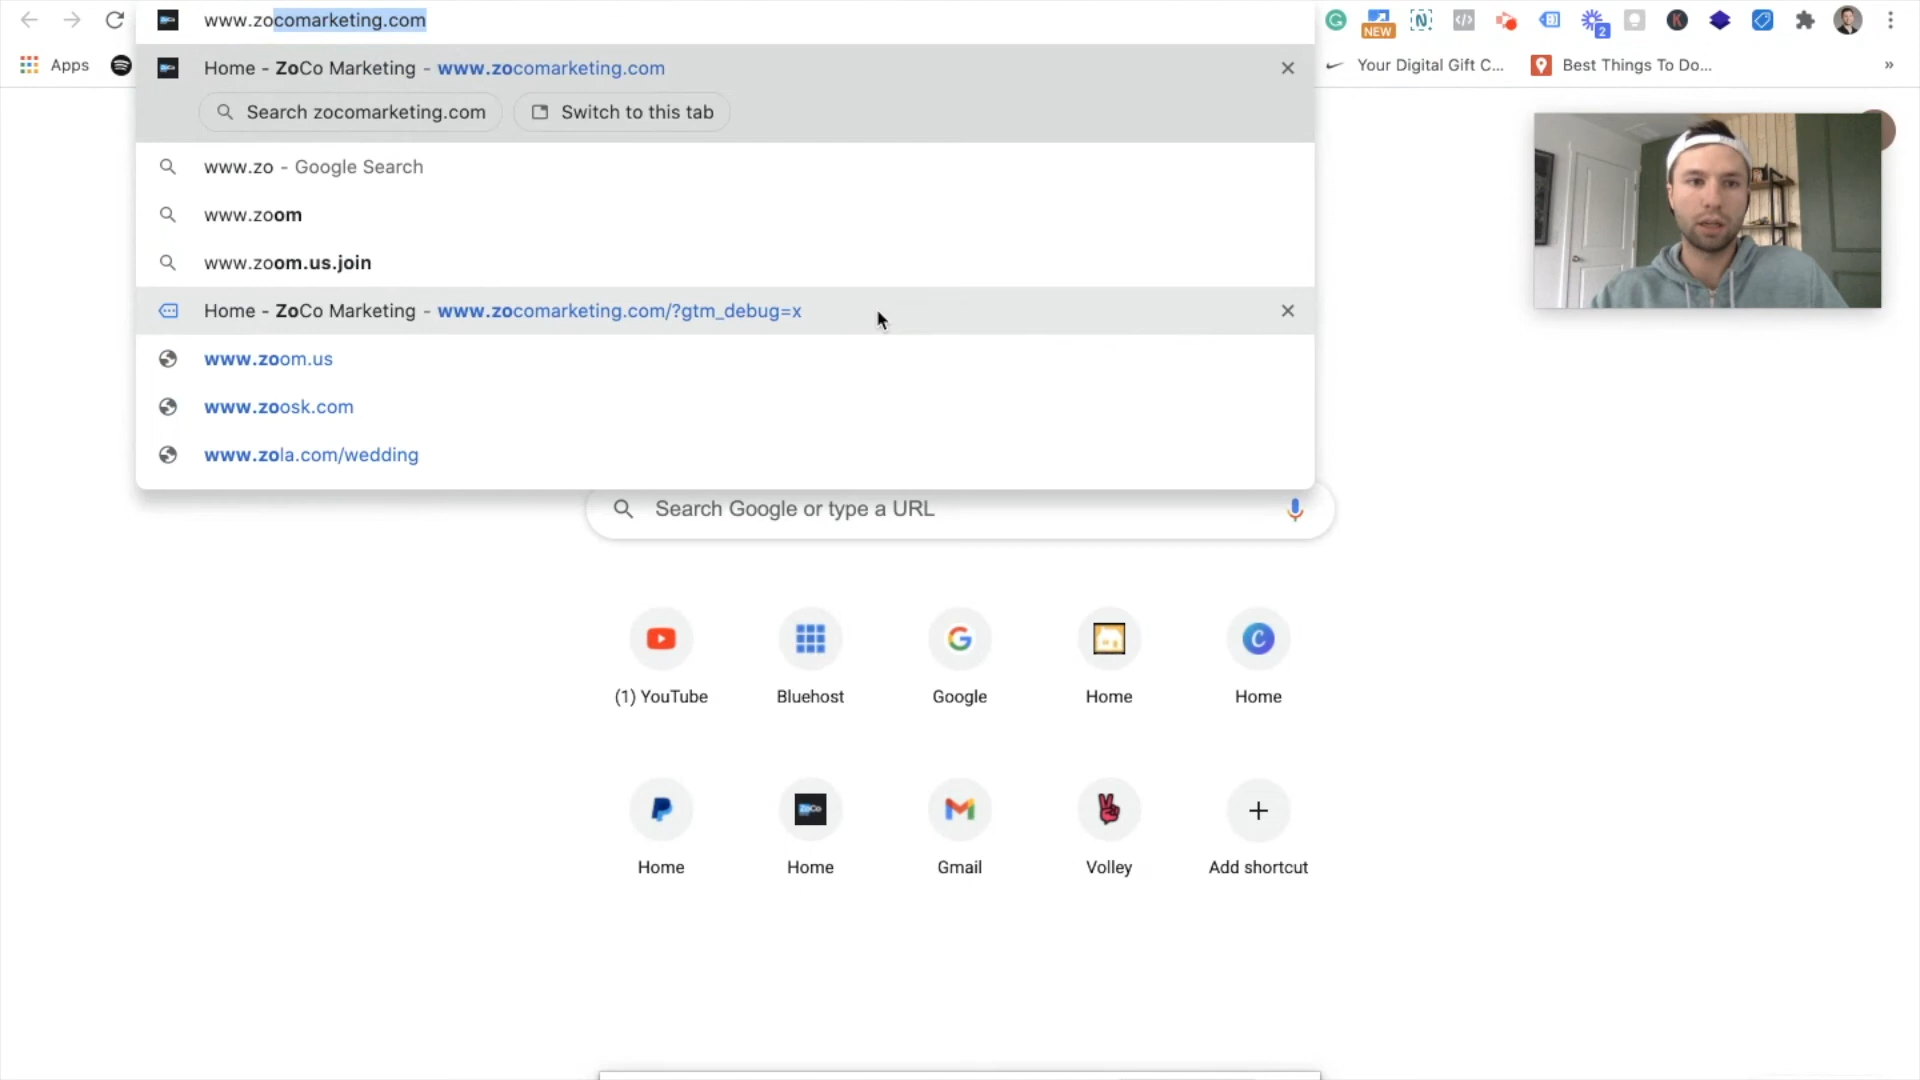 www.zocomarketing.com
NEW
2
Apps
Your Digital Gift C...
Best Things To Do...
»
Home - ZoCo Marketing - www.zocomarketing.com
Search zocomarketing.com
Switch to this tab
www.zo - Google Search
www.zoom
www.zoom.us.join
Home - ZoCo Marketing - www.zocomarketing.com/?gtm_debug=x
www.zoom.us
www.zoosk.com
www.zola.com/wedding
Search Google or type a URL
(1) YouTube
Bluehost
Google
Home
Home
ZoCo
Home
Home
Gmail
Volley
Add shortcut